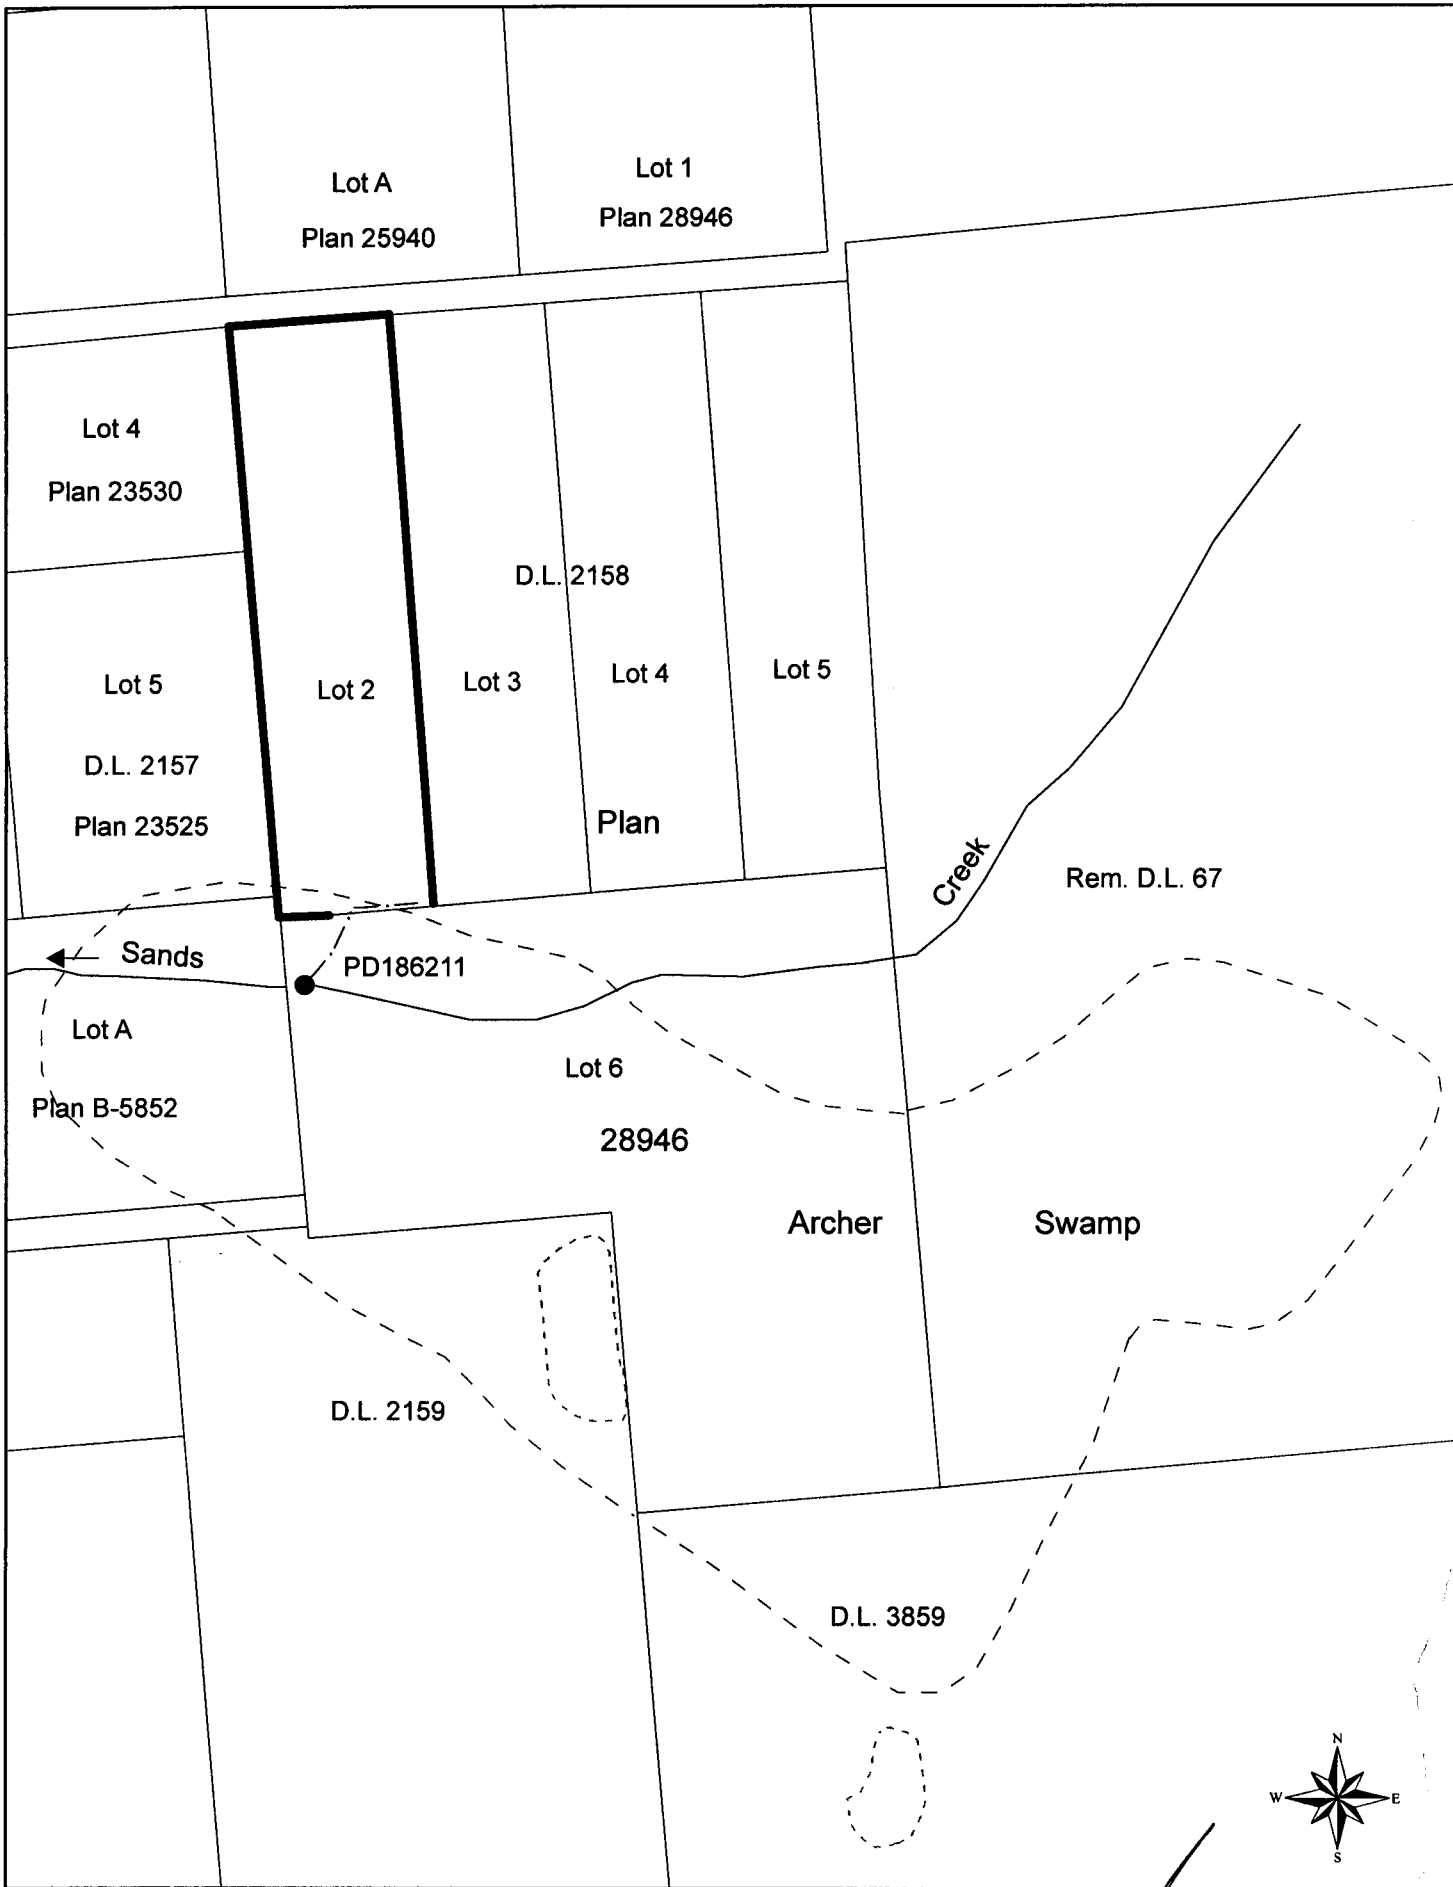 Lot A
Plan 25940
Lot 1
Plan 28946
Lot 4
Plan 23530
D.L. 2158
Lot 5
D.L. 2157
Plan 23525
Lot 2
Lot 3
Lot 4
Lot 5
Plan
Creek
Rem. D.L. 67
Sands
PD186211
Lot A
Plan B-5852
Lot 6
28946
Archer
Swamp
D.L. 2159
D.L. 3859
N
W
E
S